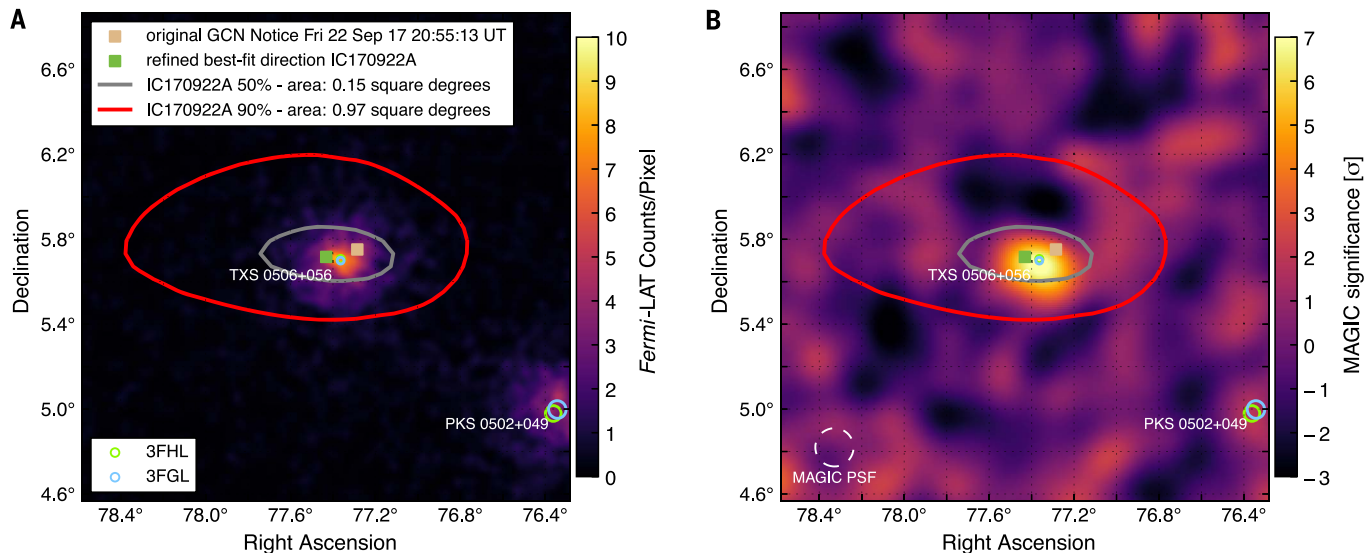 A
original GCN Notice Fri 22 Sep 17 20:55:13 UT
refined best-fit direction IC170922A
IC170922A 50% - area: 0.15 square degrees
IC170922A 90% - area: 0.97 square degrees
6.6°
6.2°
5.8°
5.4°
5.0°
4.6°
Declination
TXS 0506+056
PKS 0502+049
3FHL
3FGL
78.4° 78.0° 77.6° 77.2° 76.8° 76.4°
Right Ascension
10
9
8
7
6
5
4
3
2
1
0
Fermi-LAT Counts/Pixel
B
6.6°
6.2°
5.8°
5.4°
5.0°
4.6°
Declination
TXS 0506+056
PKS 0502+049
MAGIC PSF
78.4° 78.0° 77.6° 77.2° 76.8° 76.4°
Right Ascension
7
6
5
4
3
2
1
0
−1
−2
−3
MAGIC significance [σ]